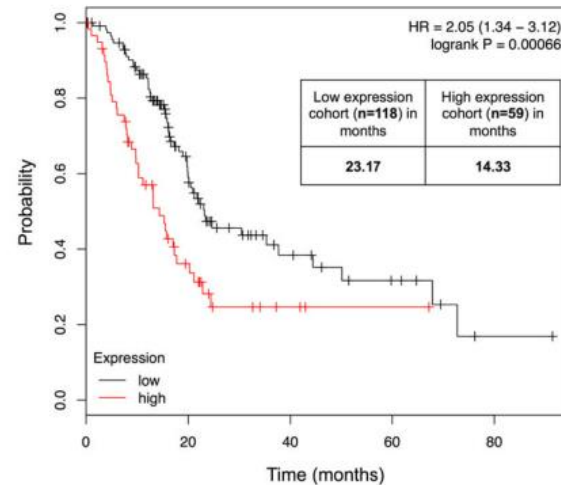 HR = 2.05 (1.34 − 3.12)
logrank P = 0.00066
Low expression cohort (n=118) in months
High expression cohort (n=59) in months
23.17
14.33
Probability
1.0
0.8
0.6
0.4
0.2
0.0
Expression
low
high
0
20
40
60
80
Time (months)